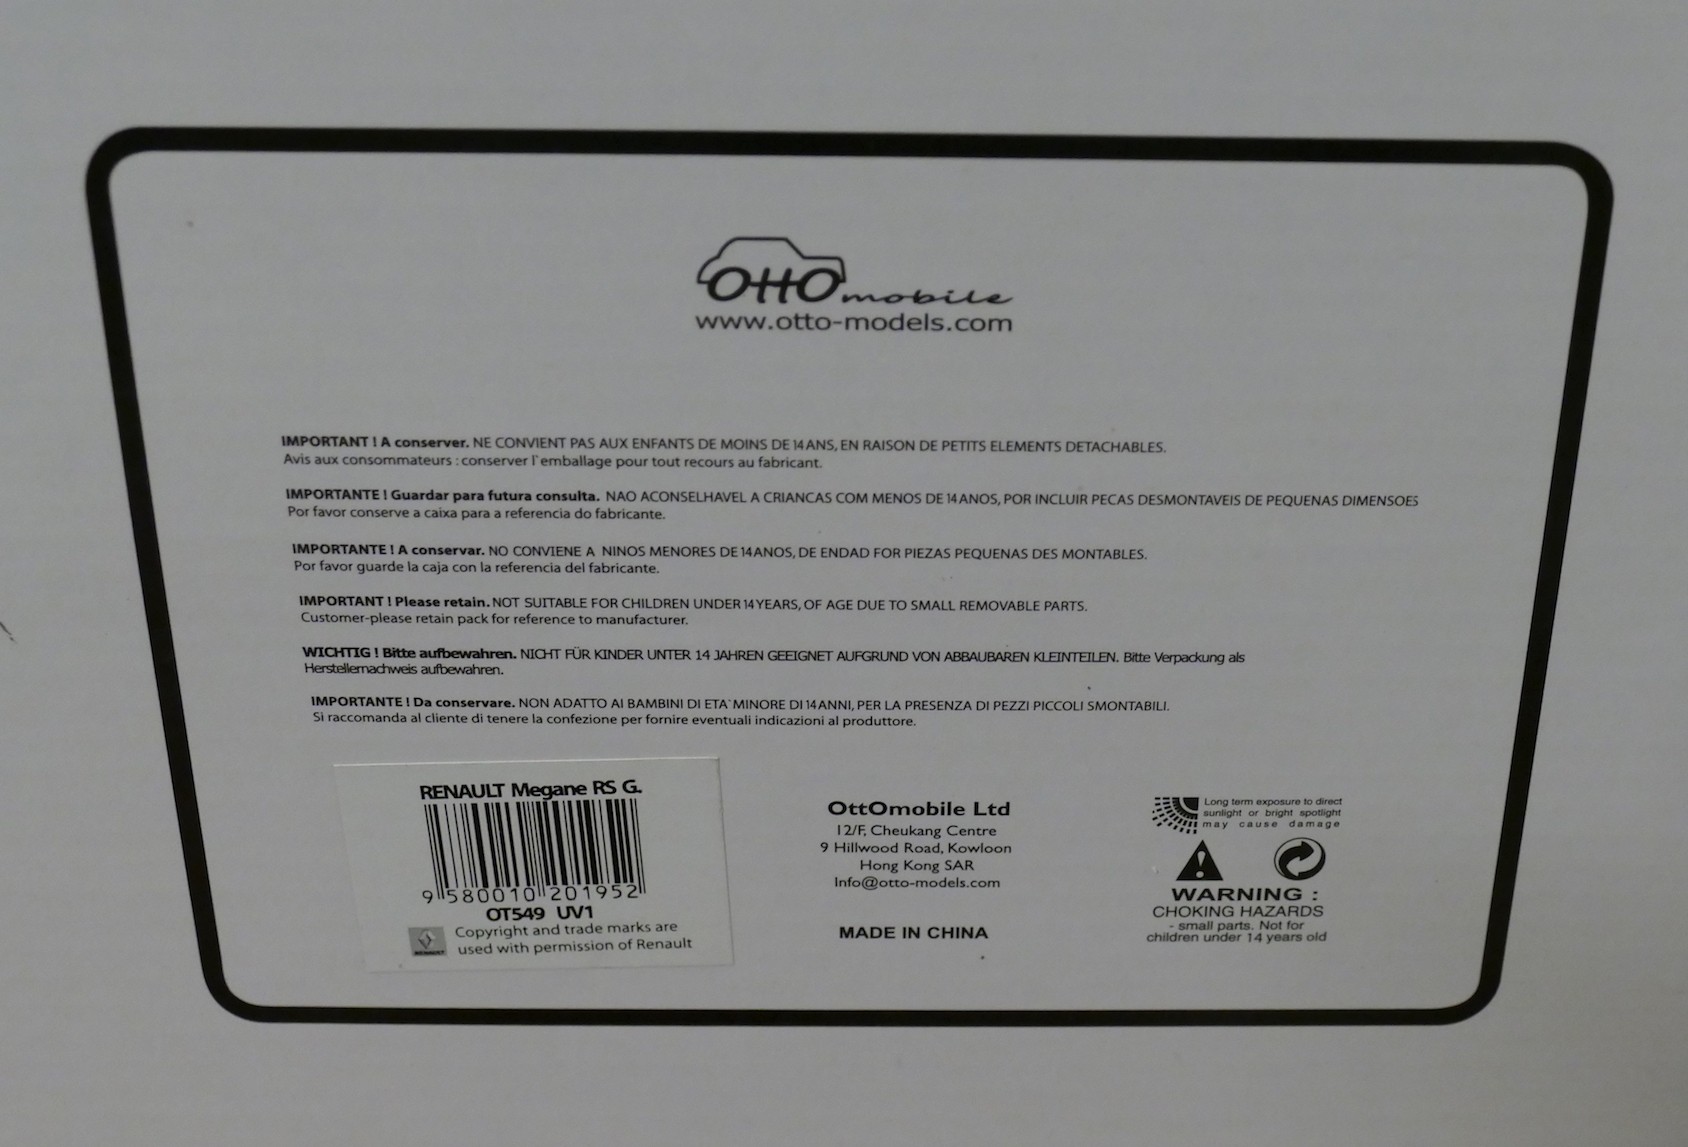 OttOmobile
www.otto-models.com
IMPORTANT ! A conserver. NE CONVIENT PAS AUX ENFANTS DE MOINS DE 14 ANS, EN RAISON DE PETITS ELEMENTS DETACHABLES.
Avis aux consommateurs : conserver l'emballage pour tout recours au fabricant.
IMPORTANTE ! Guardar para futura consulta. NAO ACONSELHAVEL A CRIANCAS COM MENOS DE 14 ANOS, POR INCLUIR PECAS DESMONTAVEIS DE PEQUENAS DIMENSOES
Por favor conserve a caixa para a referencia do fabricante.
IMPORTANTE ! A conservar. NO CONVIENE A NINOS MENORES DE 14 ANOS, DE ENDAD FOR PIEZAS PEQUENAS DES MONTABLES.
Por favor guarde la caja con la referencia del fabricante.
IMPORTANT ! Please retain. NOT SUITABLE FOR CHILDREN UNDER 14 YEARS, OF AGE DUE TO SMALL REMOVABLE PARTS.
Customer-please retain pack for reference to manufacturer.
WICHTIG ! Bitte aufbewahren. NICHT FÜR KINDER UNTER 14 JAHREN GEEIGNET AUFGRUND VON ABBAUBAREN KLEINTEILEN. Bitte Verpackung als
Herstellernachweis aufbewahren.
IMPORTANTE ! Da conservare. NON ADATTO AI BAMBINI DI ETA' MINORE DI 14 ANNI, PER LA PRESENZA DI PEZZI PICCOLI SMONTABILI.
Si raccomanda al cliente di tenere la confezione per fornire eventuali indicazioni al produttore.
RENAULT Megane RS G.
9 580010 201952
OT549 UV1
Copyright and trade marks are
used with permission of Renault
RENAULT
OttOmobile Ltd
12/F, Cheukang Centre
9 Hillwood Road, Kowloon
Hong Kong SAR
Info@otto-models.com
MADE IN CHINA
Long term exposure to direct
sunlight or bright spotlight
may cause damage
WARNING :
CHOKING HAZARDS
- small parts. Not for
children under 14 years old